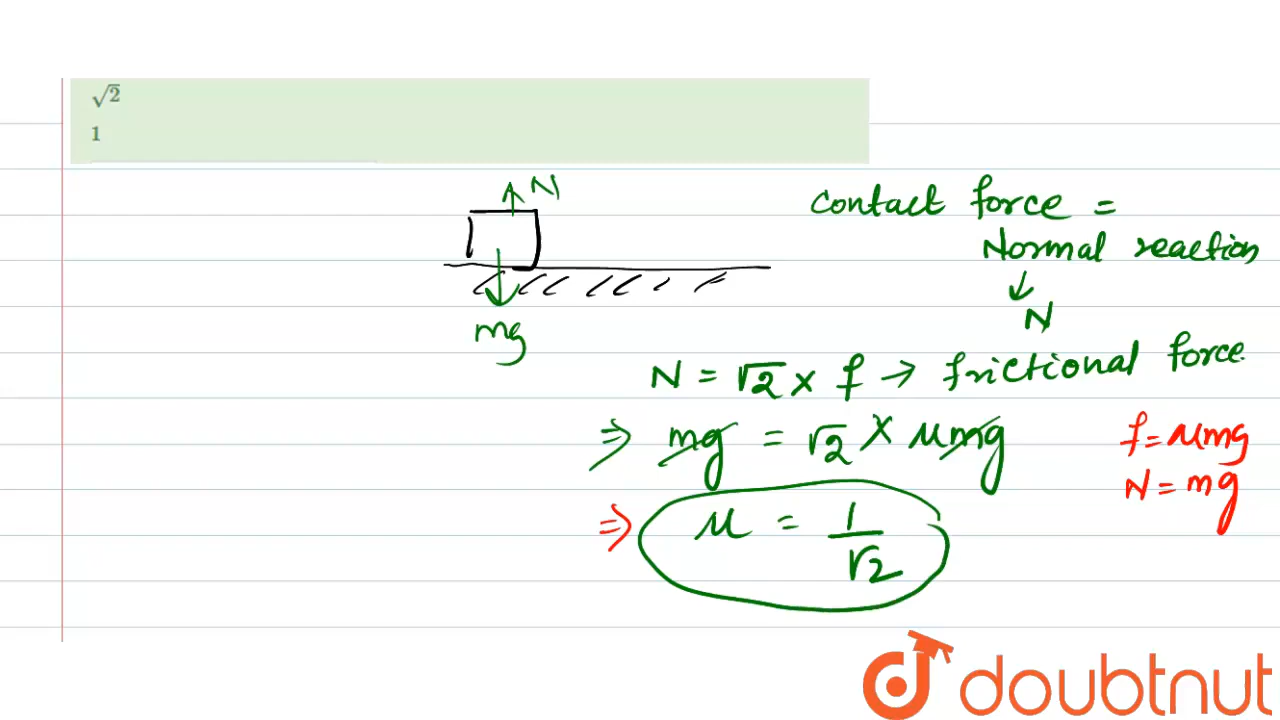 √2
1
N
mg
Contact force =
Normal reaction
↓
N
N = √2 × f → frictional force
⇒ mg = √2 × μmg
f = μmg
N = mg
⇒ μ = 1/√2
doubtnut